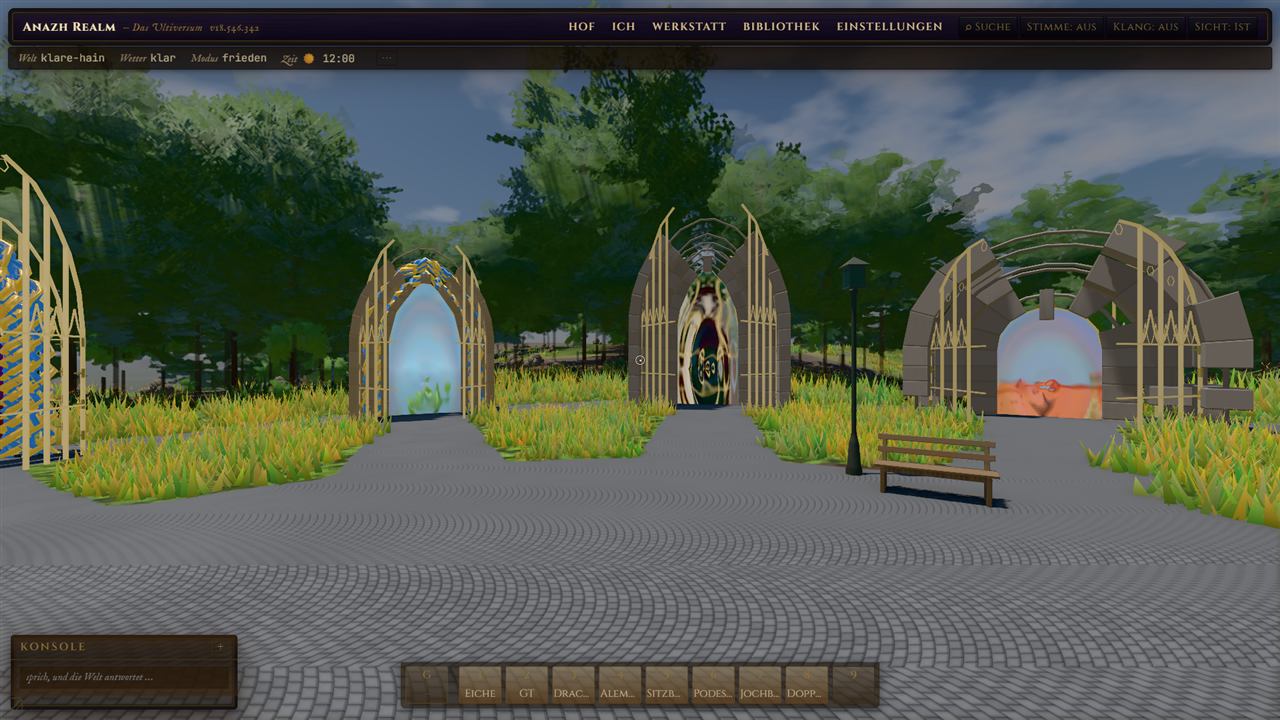 Anazh Realm — Das Ultiversum v18.546.342
HOF ICH WERKSTATT BIBLIOTHEK EINSTELLUNGEN
⌕ SUCHE STIMME: AUS KLANG: AUS SICHT: IST
Welt klare-hain Wetter klar Modus frieden Zeit 12:00 ...
KONSOLE +
sprich, und die Welt antwortet ...
G 9
EICHE GT DRAC... ALEM... SITZB... PODES... JOCHB... DOPP...